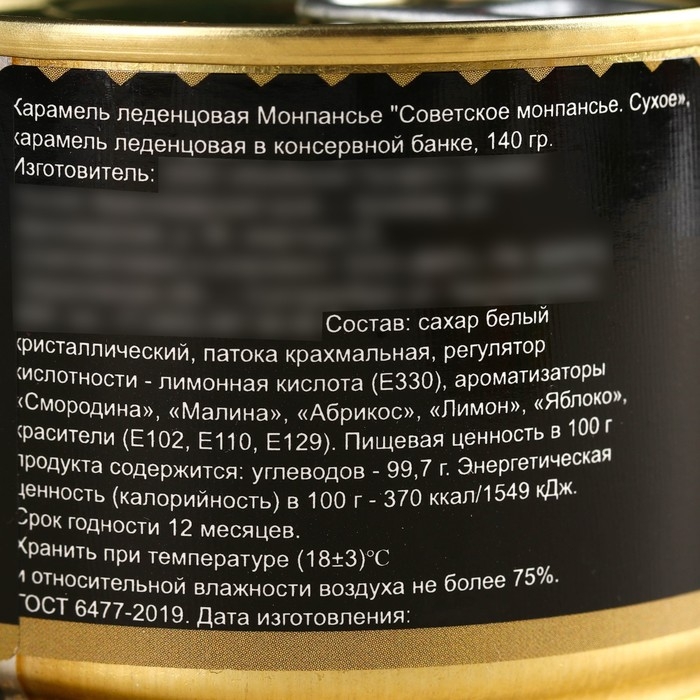 Карамель леденцовая Монпансье "Советское монпансье. Сухое»,
карамель леденцовая в консервной банке, 140 гр.
Изготовитель:
Состав: сахар белый
кристаллический, патока крахмальная, регулятор
кислотности - лимонная кислота (Е330), ароматизаторы
«Смородина», «Малина», «Абрикос», «Лимон», «Яблоко»,
красители (Е102, Е110, Е129). Пищевая ценность в 100 г
продукта содержится: углеводов - 99,7 г. Энергетическая
ценность (калорийность) в 100 г - 370 ккал/1549 кДж.
Срок годности 12 месяцев.
Хранить при температуре (18±3)°С
и относительной влажности воздуха не более 75%.
ГОСТ 6477-2019. Дата изготовления: